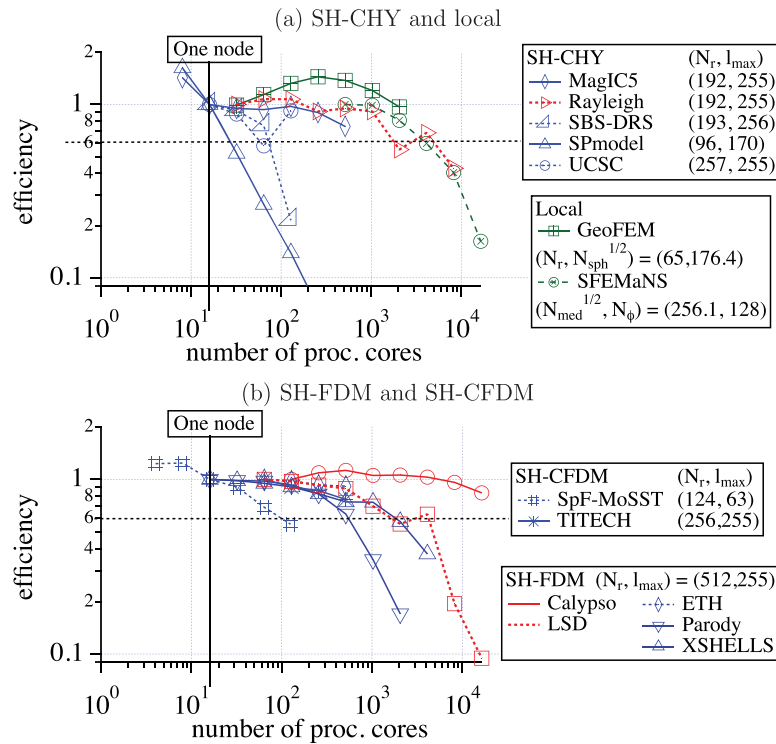 (a) SH-CHY and local
One node
2
1
8
6
4
2
0.1
efficiency
10^0 10^1 10^2 10^3 10^4
number of proc. cores
SH-CHY (N_r, l_max)
MagIC5 (192, 255)
Rayleigh (192, 255)
SBS-DRS (193, 256)
SPmodel (96, 170)
UCSC (257, 255)
Local
GeoFEM
(N_r, N_sph^1/2) = (65,176.4)
SFEMaNS
(N_med^1/2, N_ϕ) = (256.1, 128)
(b) SH-FDM and SH-CFDM
One node
2
1
8
6
4
2
0.1
efficiency
10^0 10^1 10^2 10^3 10^4
number of proc. cores
SH-CFDM (N_r, l_max)
SpF-MoSST (124, 63)
TITECH (256,255)
SH-FDM (N_r, l_max) = (512,255)
Calypso ETH
LSD Parody
XSHELLS